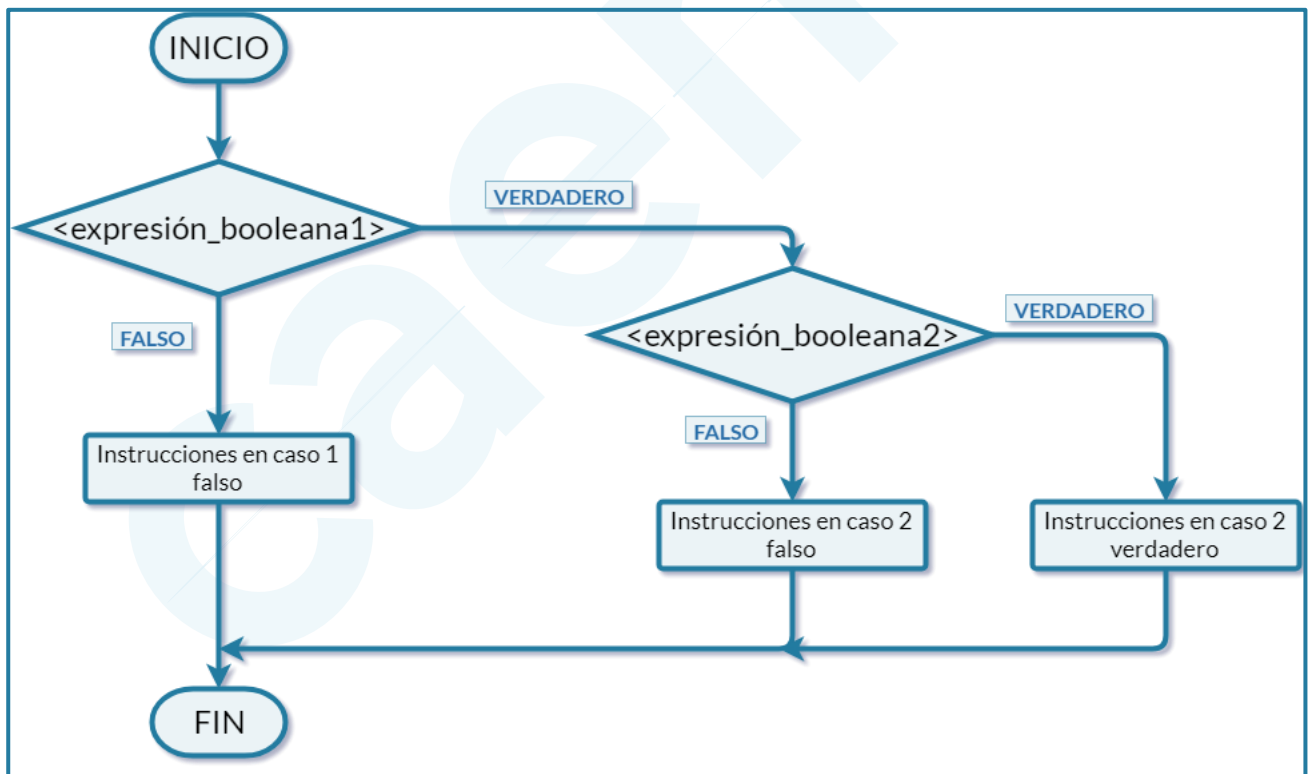 INICIO
VERDADERO
<expresión_booleana1>
VERDADERO
FALSO
<expresión_booleana2>
FALSO
Instrucciones en caso 1
falso
Instrucciones en caso 2
falso
Instrucciones en caso 2
verdadero
FIN